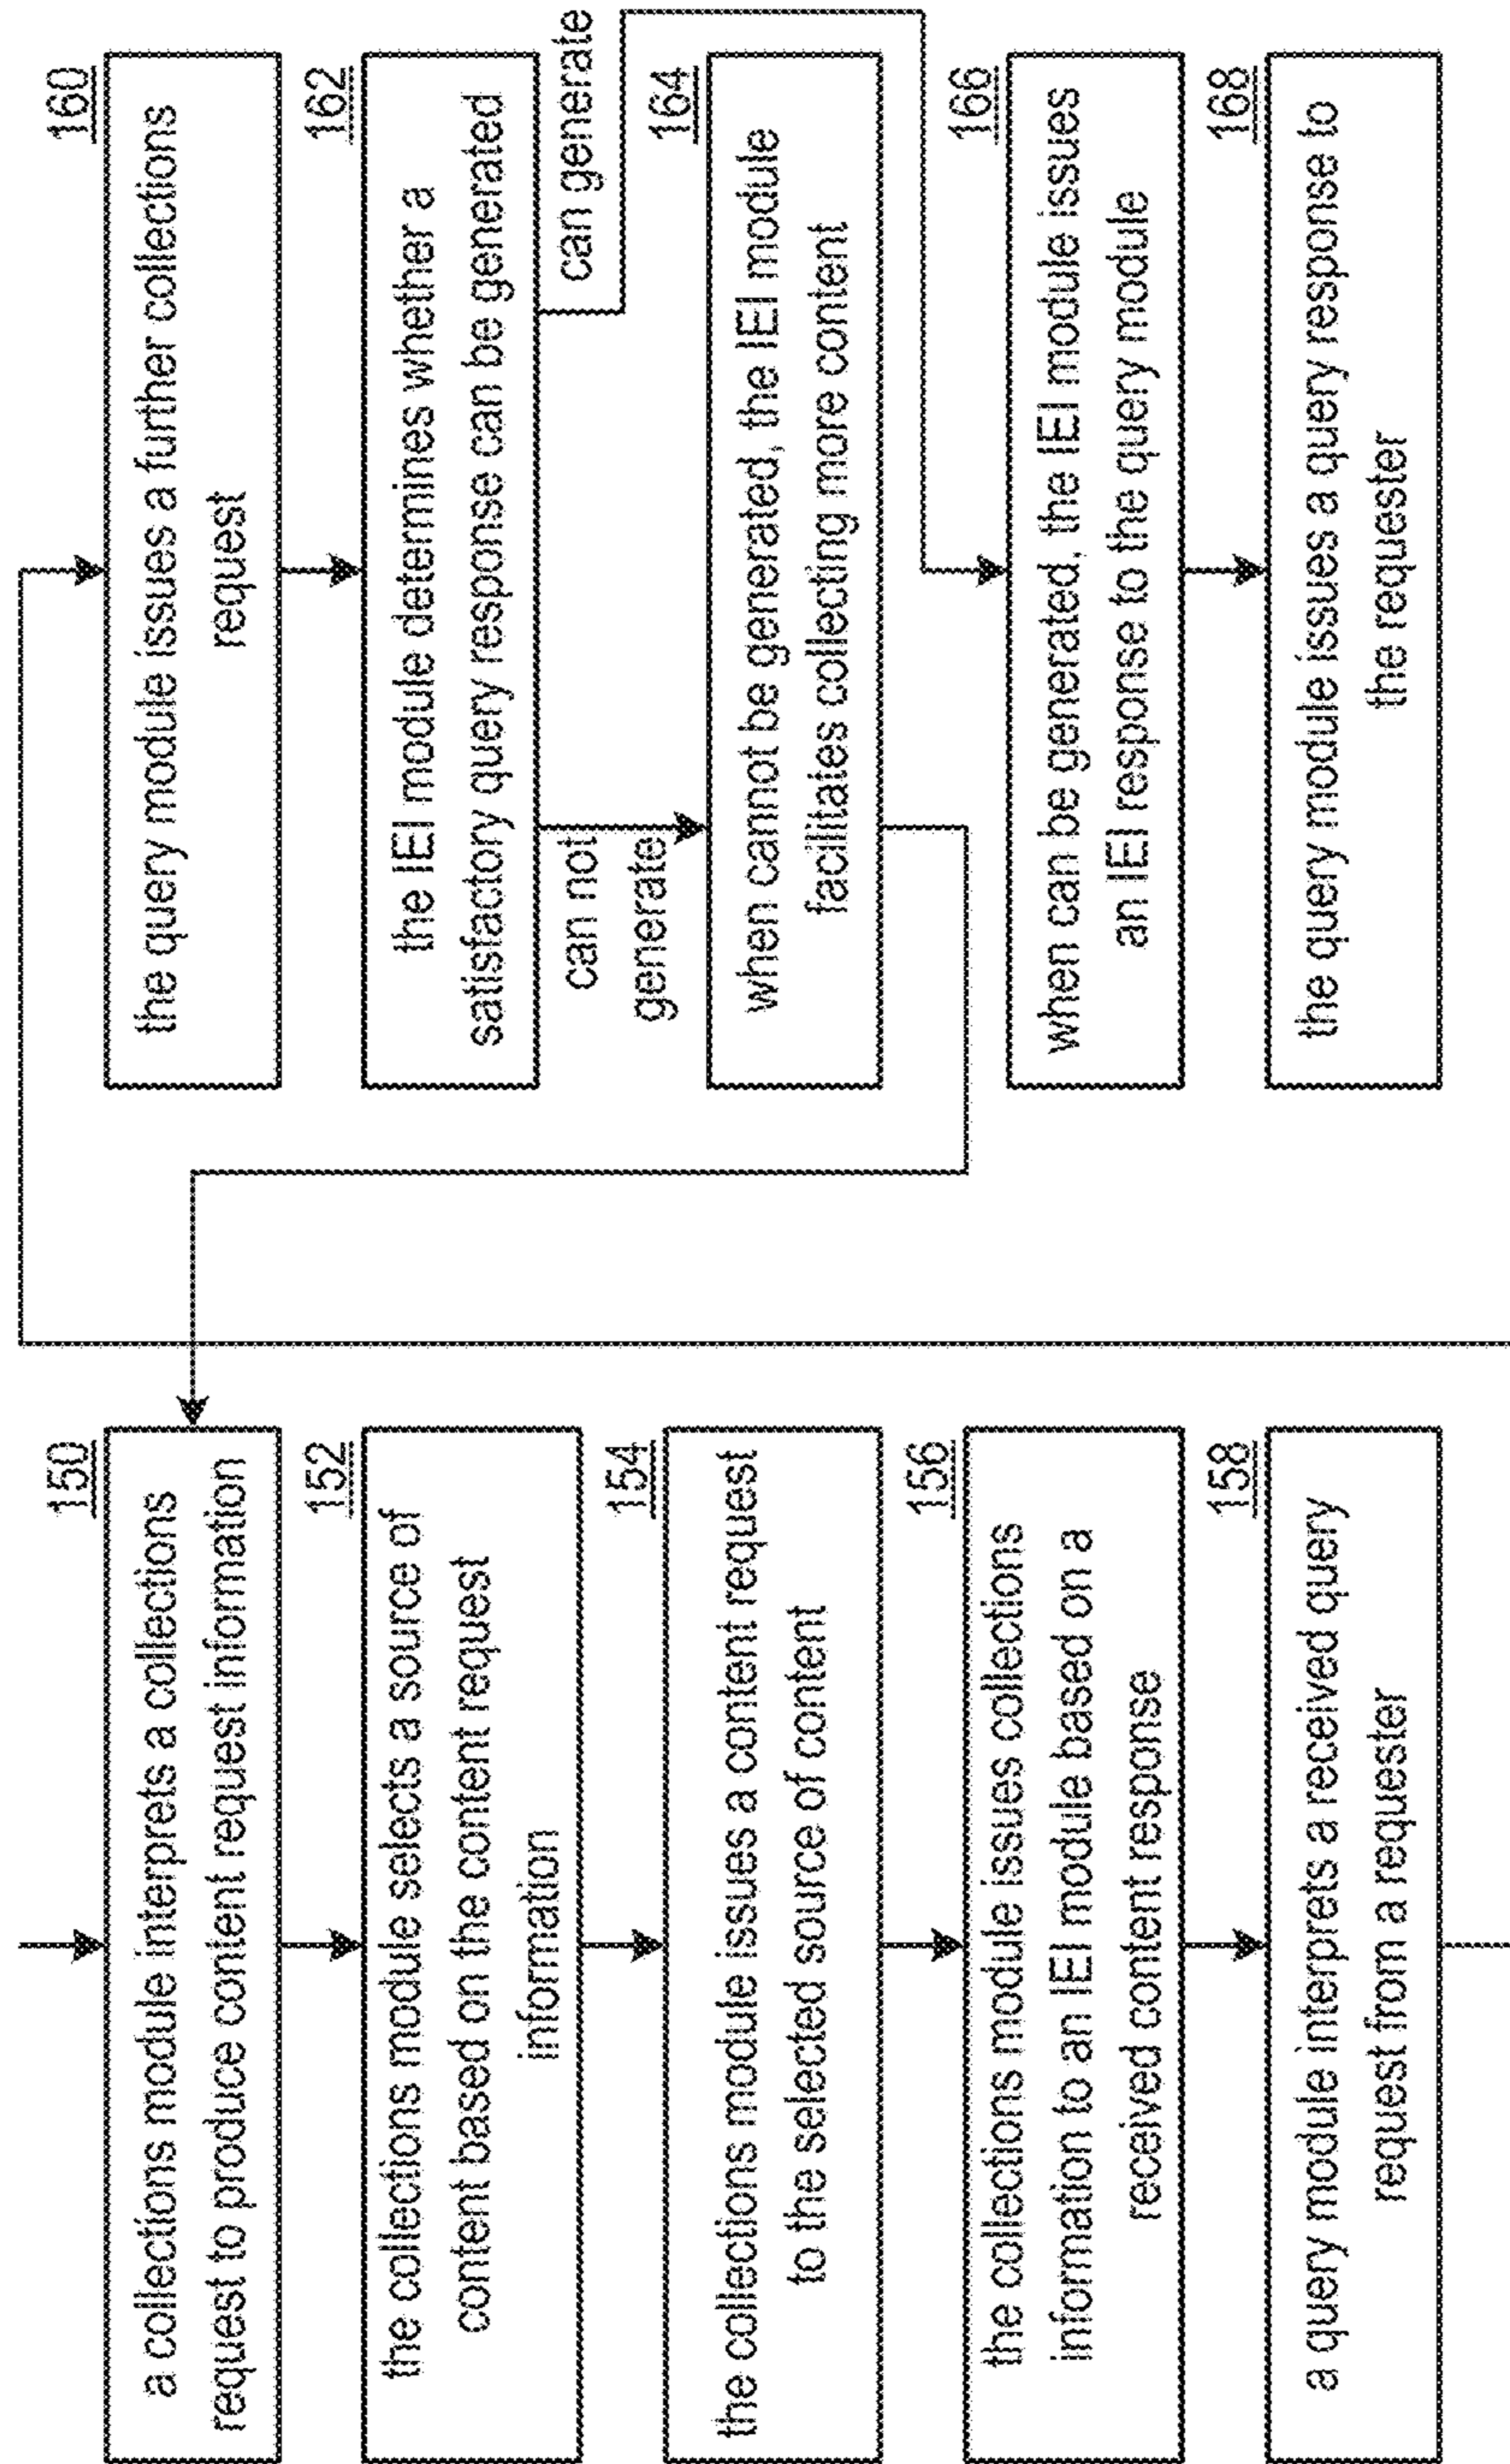 150
a collections module interprets a collections
request to produce content request information
152
the collections module selects a source of
content based on the content request
information
154
the collections module issues a content request
to the selected source of content
156
the collections module issues collections
information to an IEI module based on a
received content response
158
a query module interprets a received query
request from a requester
160
the query module issues a further collections
request
162
the IEI module determines whether a
satisfactory query response can be generated
can not
generate
can generate
164
when cannot be generated, the IEI module
facilitates collecting more content
166
when can be generated, the IEI module issues
an IEI response to the query module
168
the query module issues a query response to
the requester